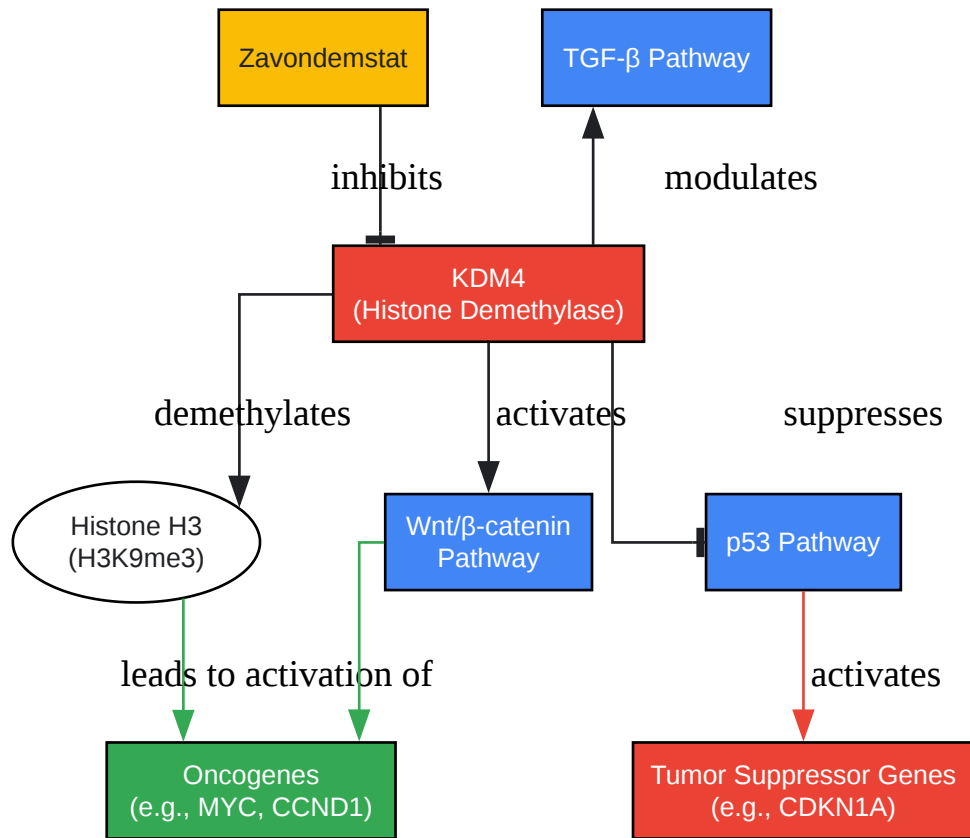 Zavondemstat
TGF-β Pathway
inhibits
modulates
KDM4
(Histone Demethylase)
demethylates
activates
suppresses
Histone H3
(H3K9me3)
Wnt/β-catenin
Pathway
p53 Pathway
leads to activation of
activates
Oncogenes
(e.g., MYC, CCND1)
Tumor Suppressor Genes
(e.g., CDKN1A)